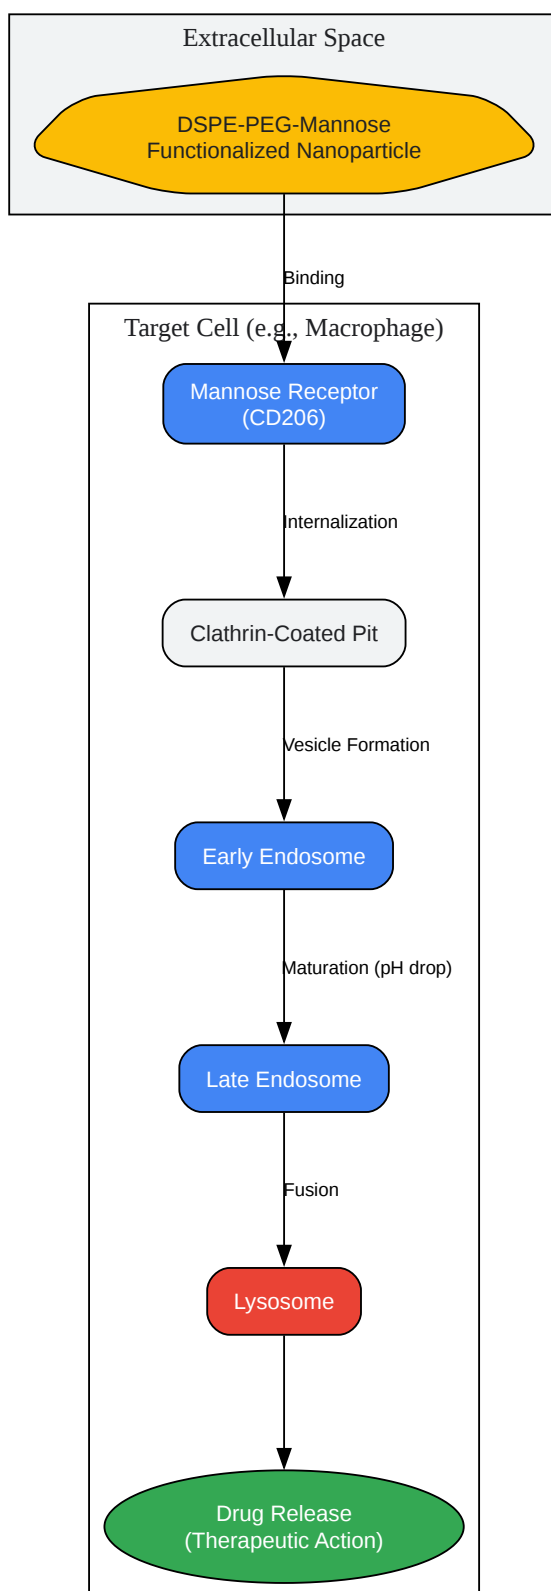 Extracellular Space
DSPE-PEG-Mannose
Functionalized Nanoparticle
Binding
Target Cell (e.g., Macrophage)
Mannose Receptor
(CD206)
Internalization
Clathrin-Coated Pit
Vesicle Formation
Early Endosome
Maturation (pH drop)
Late Endosome
Fusion
Lysosome
Drug Release
(Therapeutic Action)